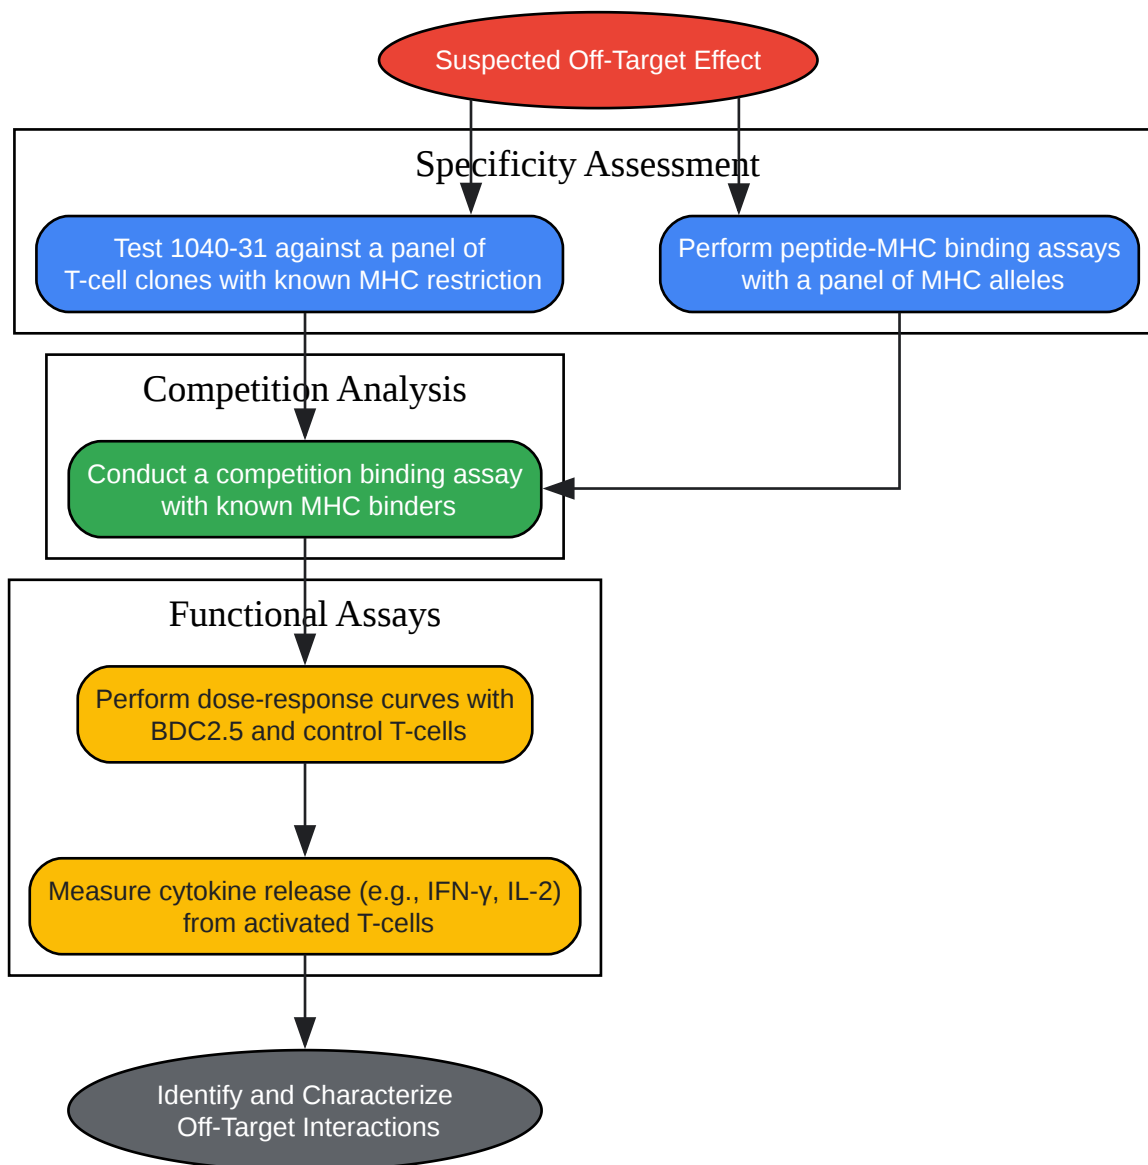 Suspected Off-Target Effect
Specificity Assessment
Test 1040-31 against a panel of
T-cell clones with known MHC restriction
Perform peptide-MHC binding assays
with a panel of MHC alleles
Competition Analysis
Conduct a competition binding assay
with known MHC binders
Functional Assays
Perform dose-response curves with
BDC2.5 and control T-cells
Measure cytokine release (e.g., IFN-γ, IL-2)
from activated T-cells
Identify and Characterize
Off-Target Interactions